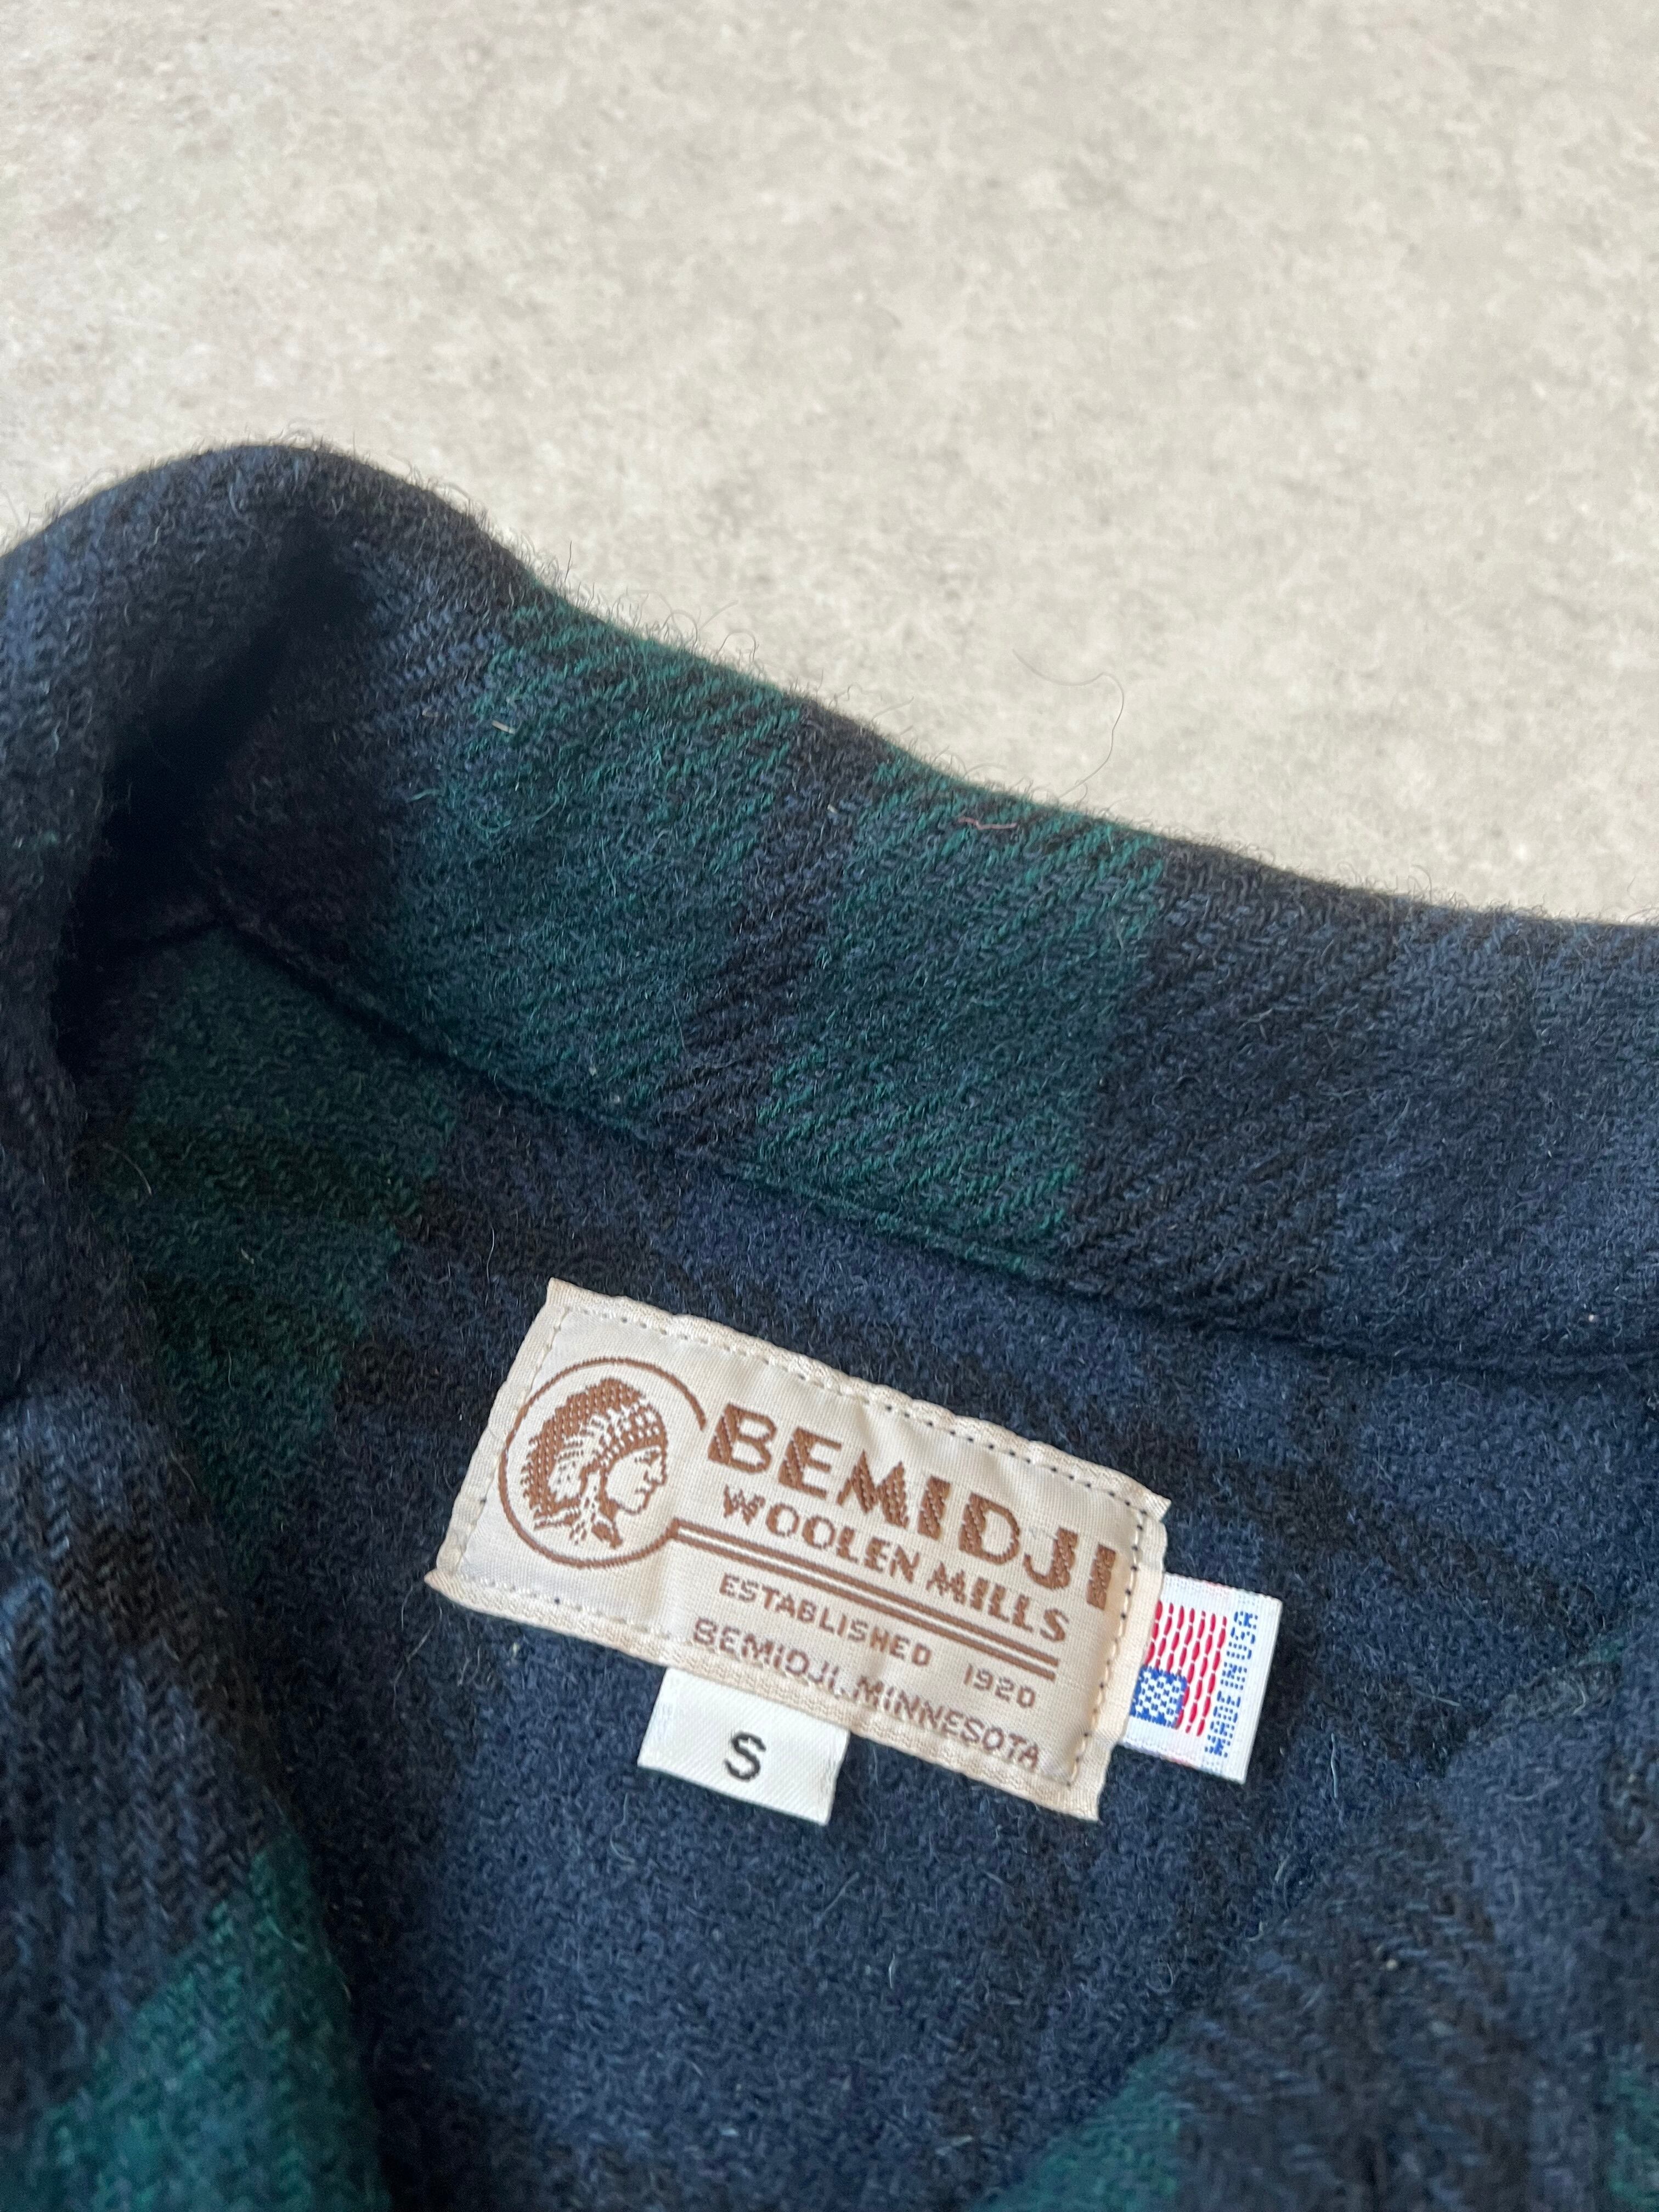 BEMIDJI
WOOLEN MILLS
ESTABLISHED 1920
BEMIDJI, MINNESOTA
S
MADE IN USA